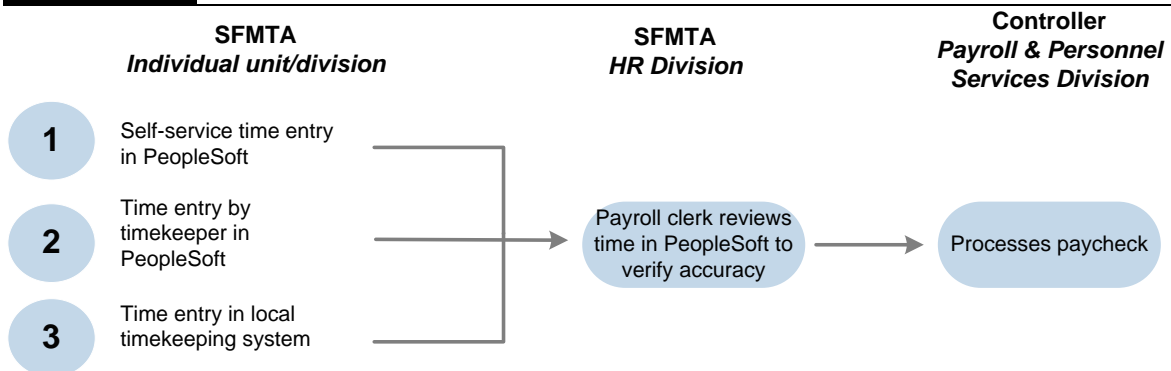 SFMTA
Individual unit/division
SFMTA
HR Division
Controller
Payroll & Personnel
Services Division
1
Self-service time entry
in PeopleSoft
2
Time entry by
timekeeper in
PeopleSoft
3
Time entry in local
timekeeping system
Payroll clerk reviews
time in PeopleSoft to
verify accuracy
Processes paycheck